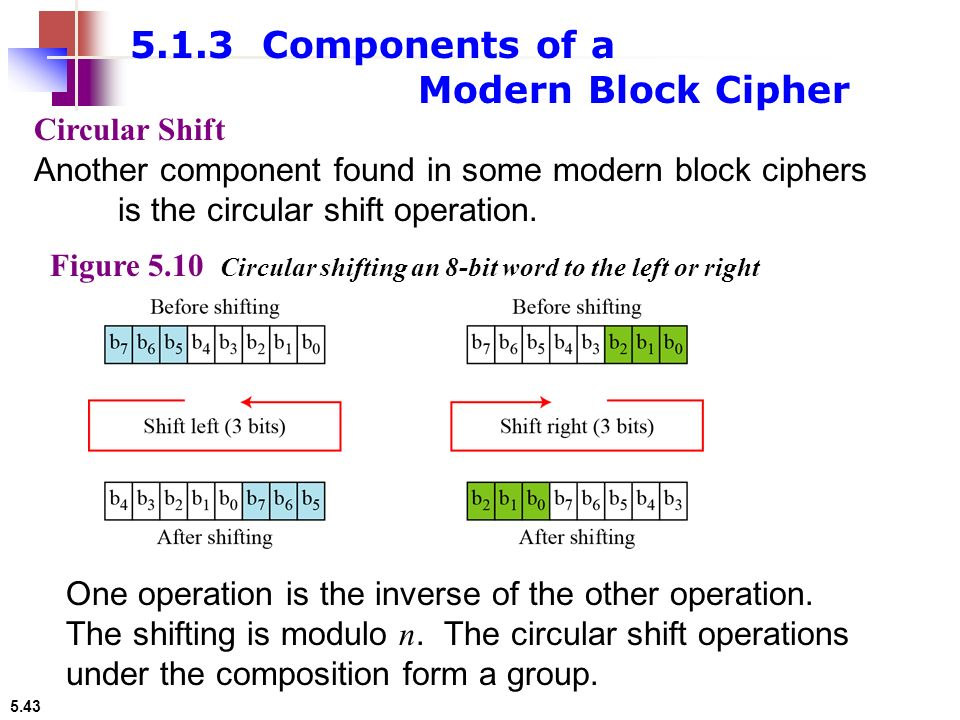 5.1.3 Components of a
Modern Block Cipher
Circular Shift
Another component found in some modern block ciphers
is the circular shift operation.
Figure 5.10 Circular shifting an 8-bit word to the left or right
Before shifting
b7 b6 b5 b4 b3 b2 b1 b0
Shift left (3 bits)
b4 b3 b2 b1 b0 b7 b6 b5
After shifting
Before shifting
b7 b6 b5 b4 b3 b2 b1 b0
Shift right (3 bits)
b2 b1 b0 b7 b6 b5 b4 b3
After shifting
One operation is the inverse of the other operation.
The shifting is modulo n. The circular shift operations
under the composition form a group.
5.43